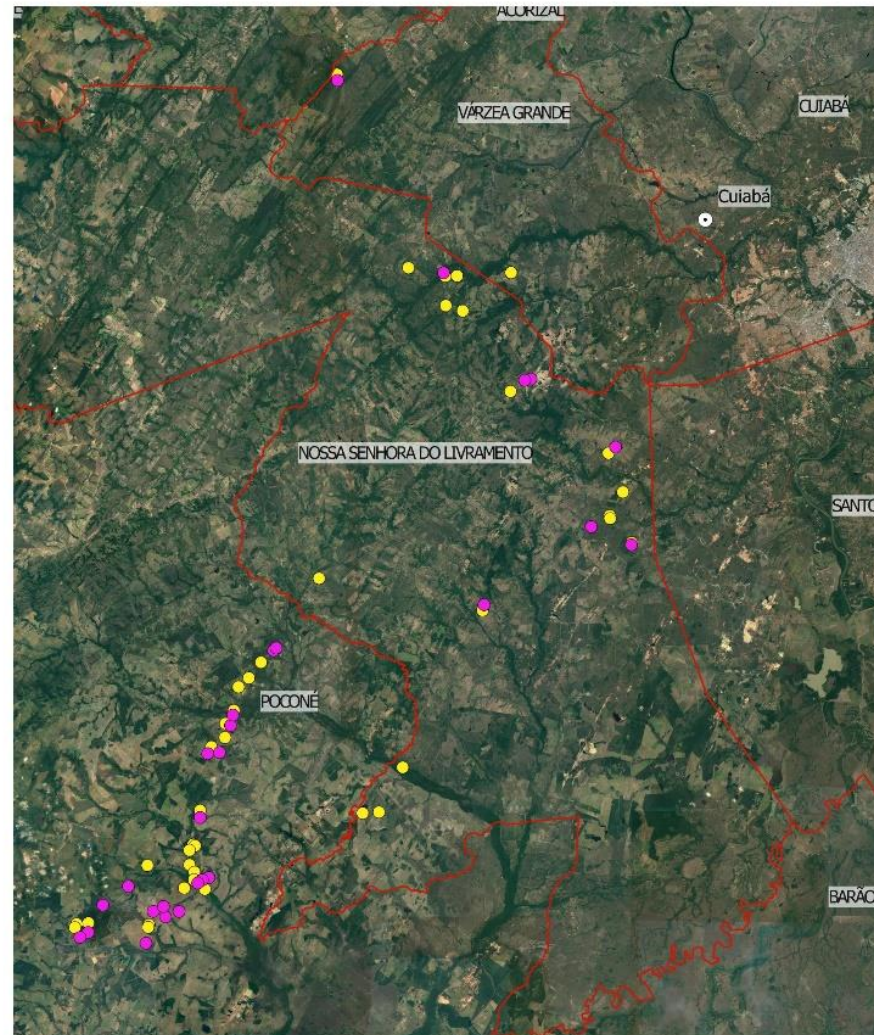 ACORIZAL
VÁRZEA GRANDE
CUIABÁ
Cuiabá
NOSSA SENHORA DO LIVRAMENTO
SANTO
POCONÉ
BARÃO